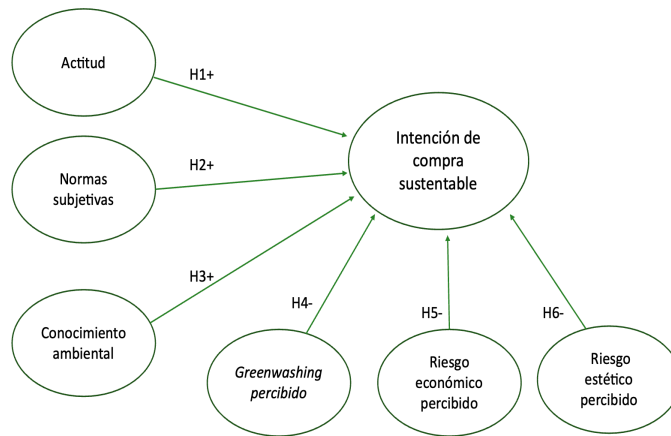 Actitud
H1+
Intención de
compra
sustentable
H2+
Normas
subjetivas
H3+
Conocimiento
ambiental
H4-
H5-
H6-
Greenwashing
percibido
Riesgo
económico
percibido
Riesgo
estético
percibido